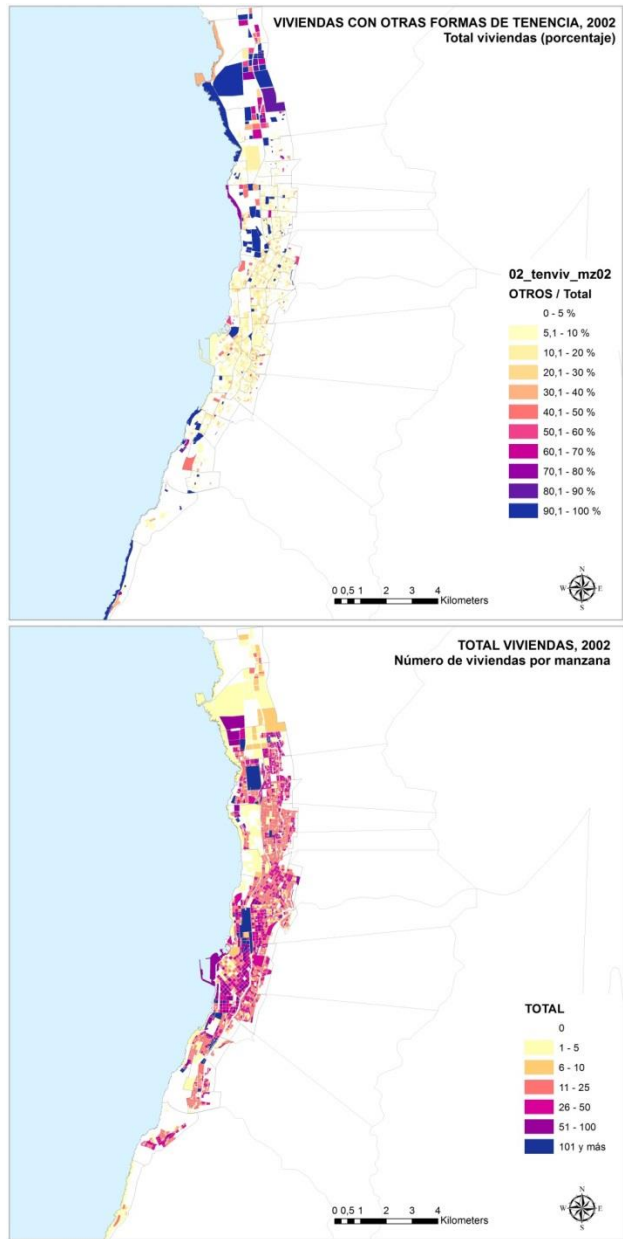 VIVIENDAS CON OTRAS FORMAS DE TENENCIA, 2002
Total viviendas (porcentaje)
02_tenviv_mz02
OTROS / Total
0 - 5 %
5,1 - 10 %
10,1 - 20 %
20,1 - 30 %
30,1 - 40 %
40,1 - 50 %
50,1 - 60 %
60,1 - 70 %
70,1 - 80 %
80,1 - 90 %
90,1 - 100 %
N
W E
S
0 0,5 1 2 3 4
Kilometers
TOTAL VIVIENDAS, 2002
Número de viviendas por manzana
TOTAL
0
1 - 5
6 - 10
11 - 25
26 - 50
51 - 100
101 y más
N
W E
S
0 0,5 1 2 3 4
Kilometers